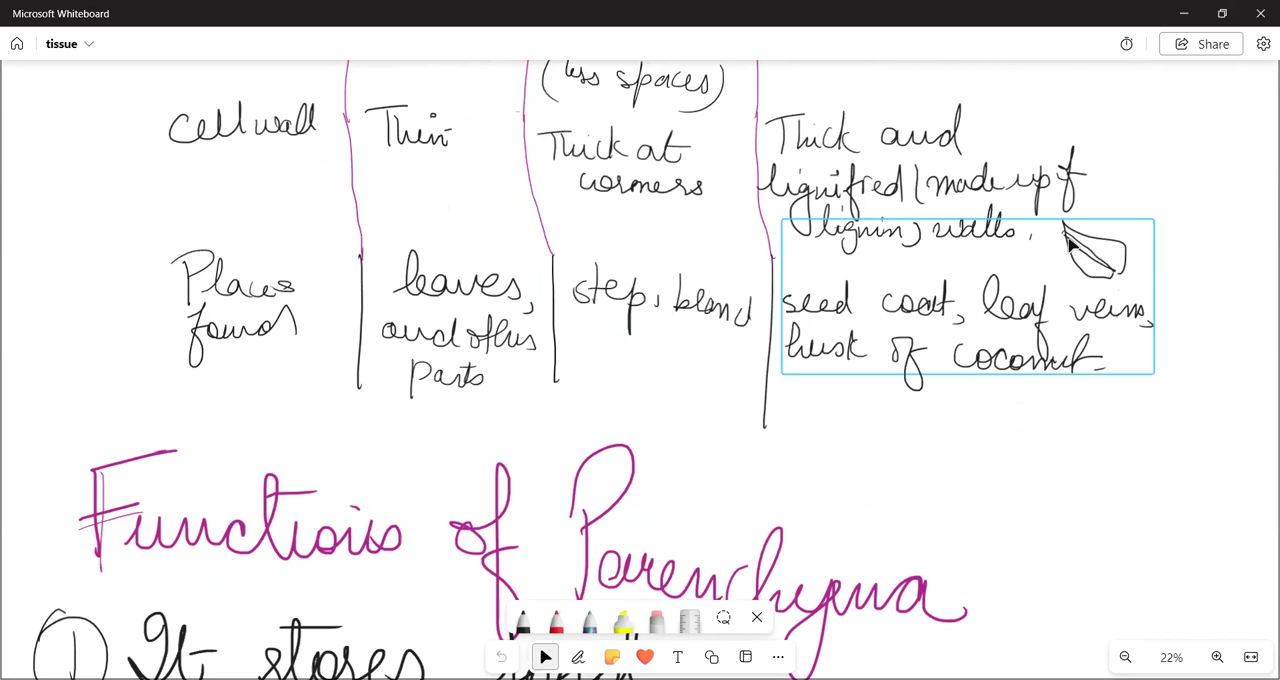 Microsoft Whiteboard
tissue
Share
(less spaces)
cell wall
Thin
Thick at
corners
Thick and
lignified (made up of
lignin) walls.
Places
found
leaves,
and other
parts
step, blend
seed coat, leaf veins,
husk of coconut
Functions of Parenchyma
① It stores
22%